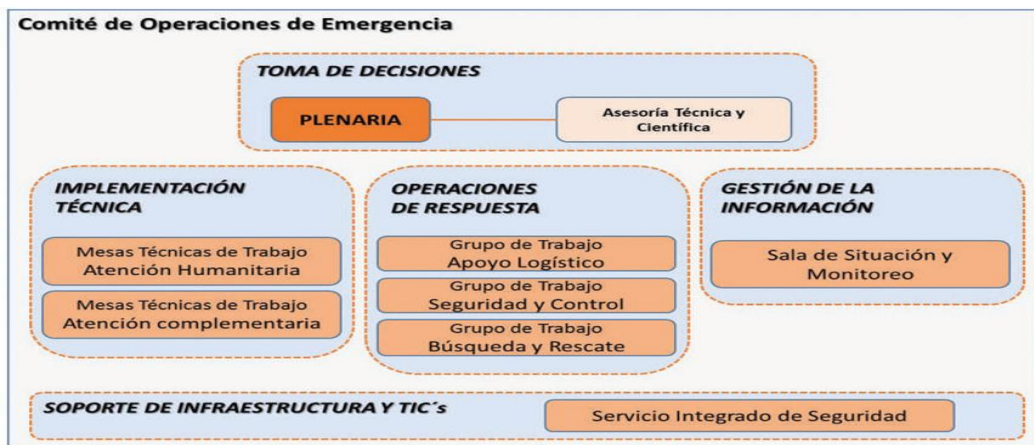 Comité de Operaciones de Emergencia
TOMA DE DECISIONES
PLENARIA
Asesoría Técnica y
Científica
IMPLEMENTACIÓN
TÉCNICA
Mesas Técnicas de Trabajo
Atención Humanitaria
Mesas Técnicas de Trabajo
Atención complementaria
OPERACIONES
DE RESPUESTA
Grupo de Trabajo
Apoyo Logístico
Grupo de Trabajo
Seguridad y Control
Grupo de Trabajo
Búsqueda y Rescate
GESTIÓN DE LA
INFORMACIÓN
Sala de Situación y
Monitoreo
SOPORTE DE INFRAESTRUCTURA Y TIC´s
Servicio Integrado de Seguridad